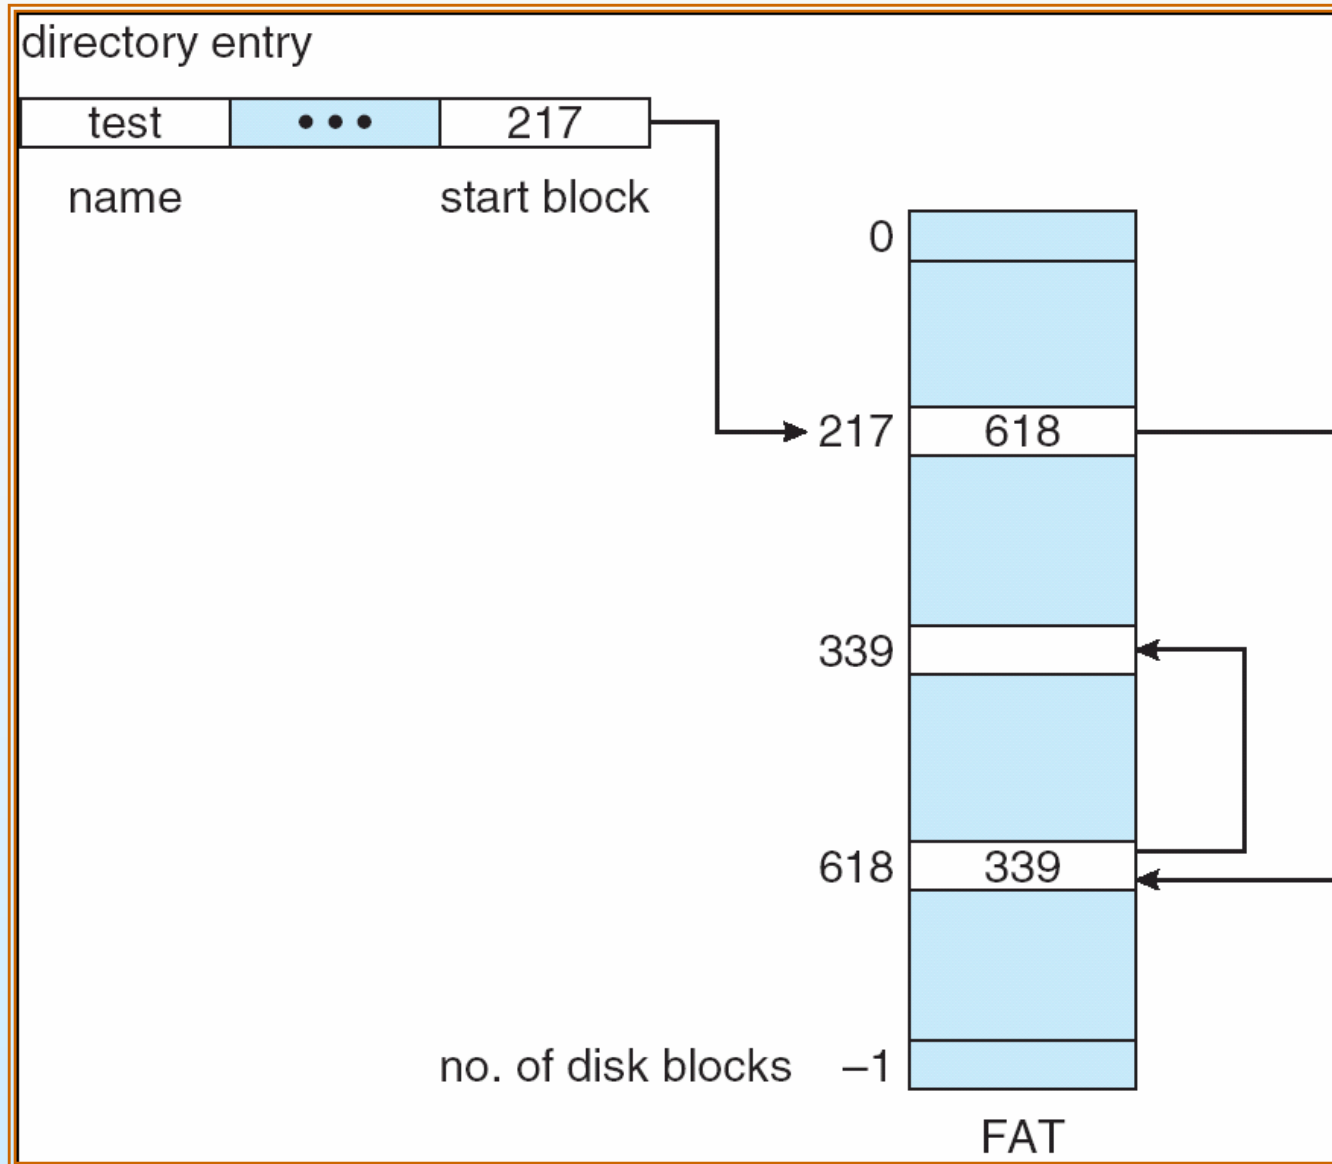 directory entry
test ••• 217
name start block
0
217 618
339
618 339
no. of disk blocks –1
FAT